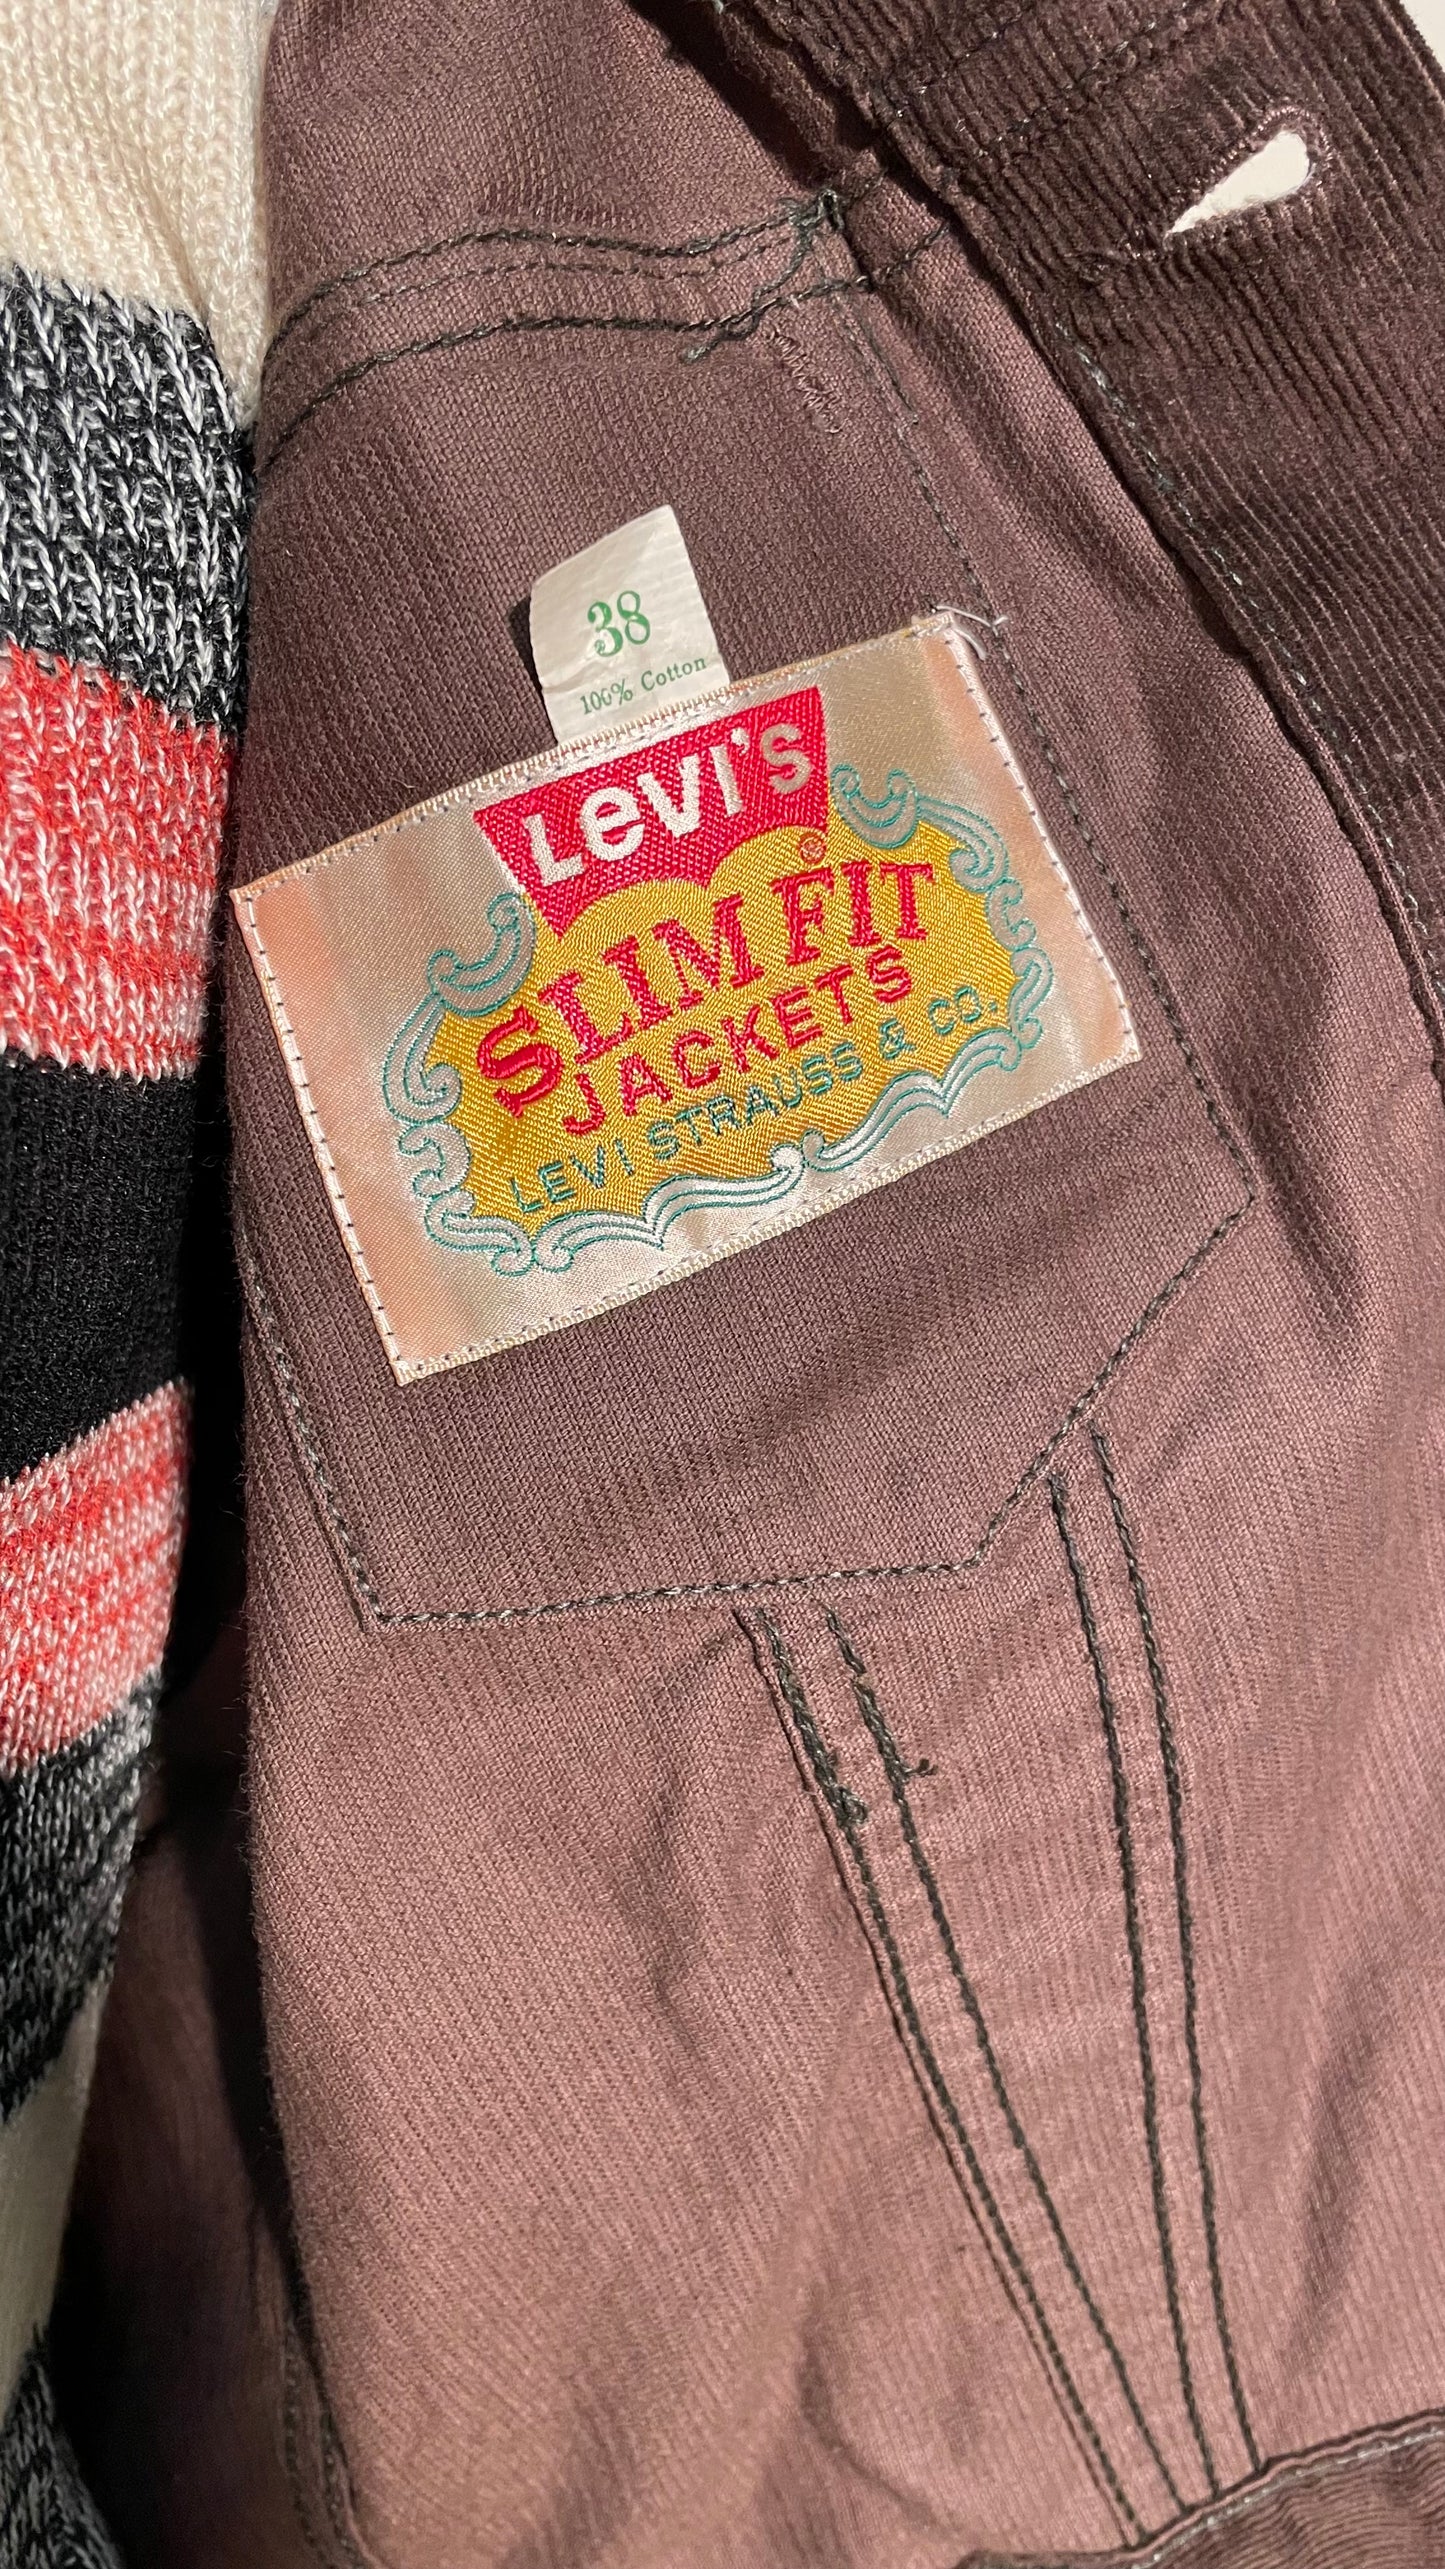 38
100% Cotton
LEVI'S
®
SLIM FIT
JACKETS
LEVI STRAUSS & CO.